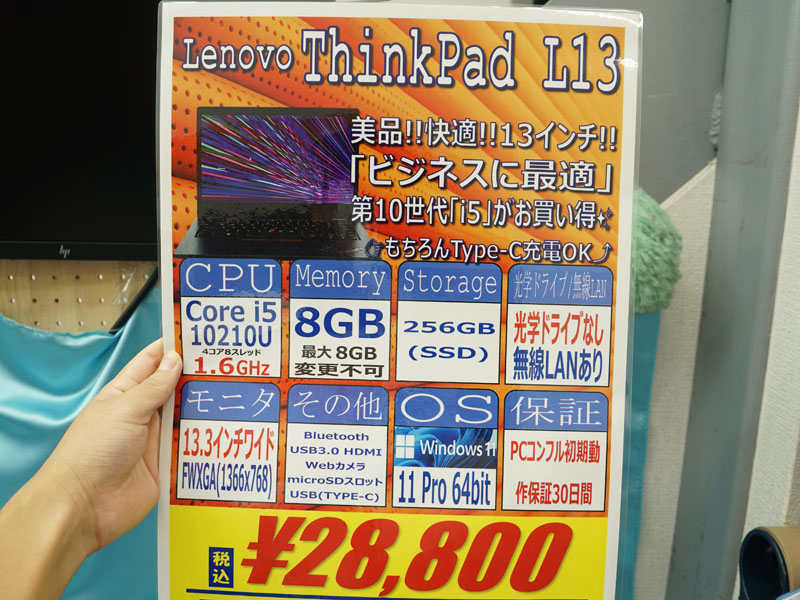 Lenovo ThinkPad L13
美品!!快適!!13インチ!!
「ビジネスに最適」
第10世代「i5」がお買い得
もちろんType-C充電OK
CPU
Core i5
10210U
4コア8スレッド
1.6GHz
Memory
8GB
最大 8GB
変更不可
Storage
256GB
(SSD)
光学ドライブ/無線LAN
光学ドライブなし
無線LANあり
モニタ
13.3インチワイド
FWXGA(1366x768)
その他
Bluetooth
USB3.0 HDMI
Webカメラ
microSDスロット
USB(TYPE-C)
OS
Windows 11
11 Pro 64bit
保証
PCコンフル初期動
作保証30日間
税込
¥28,800
hp